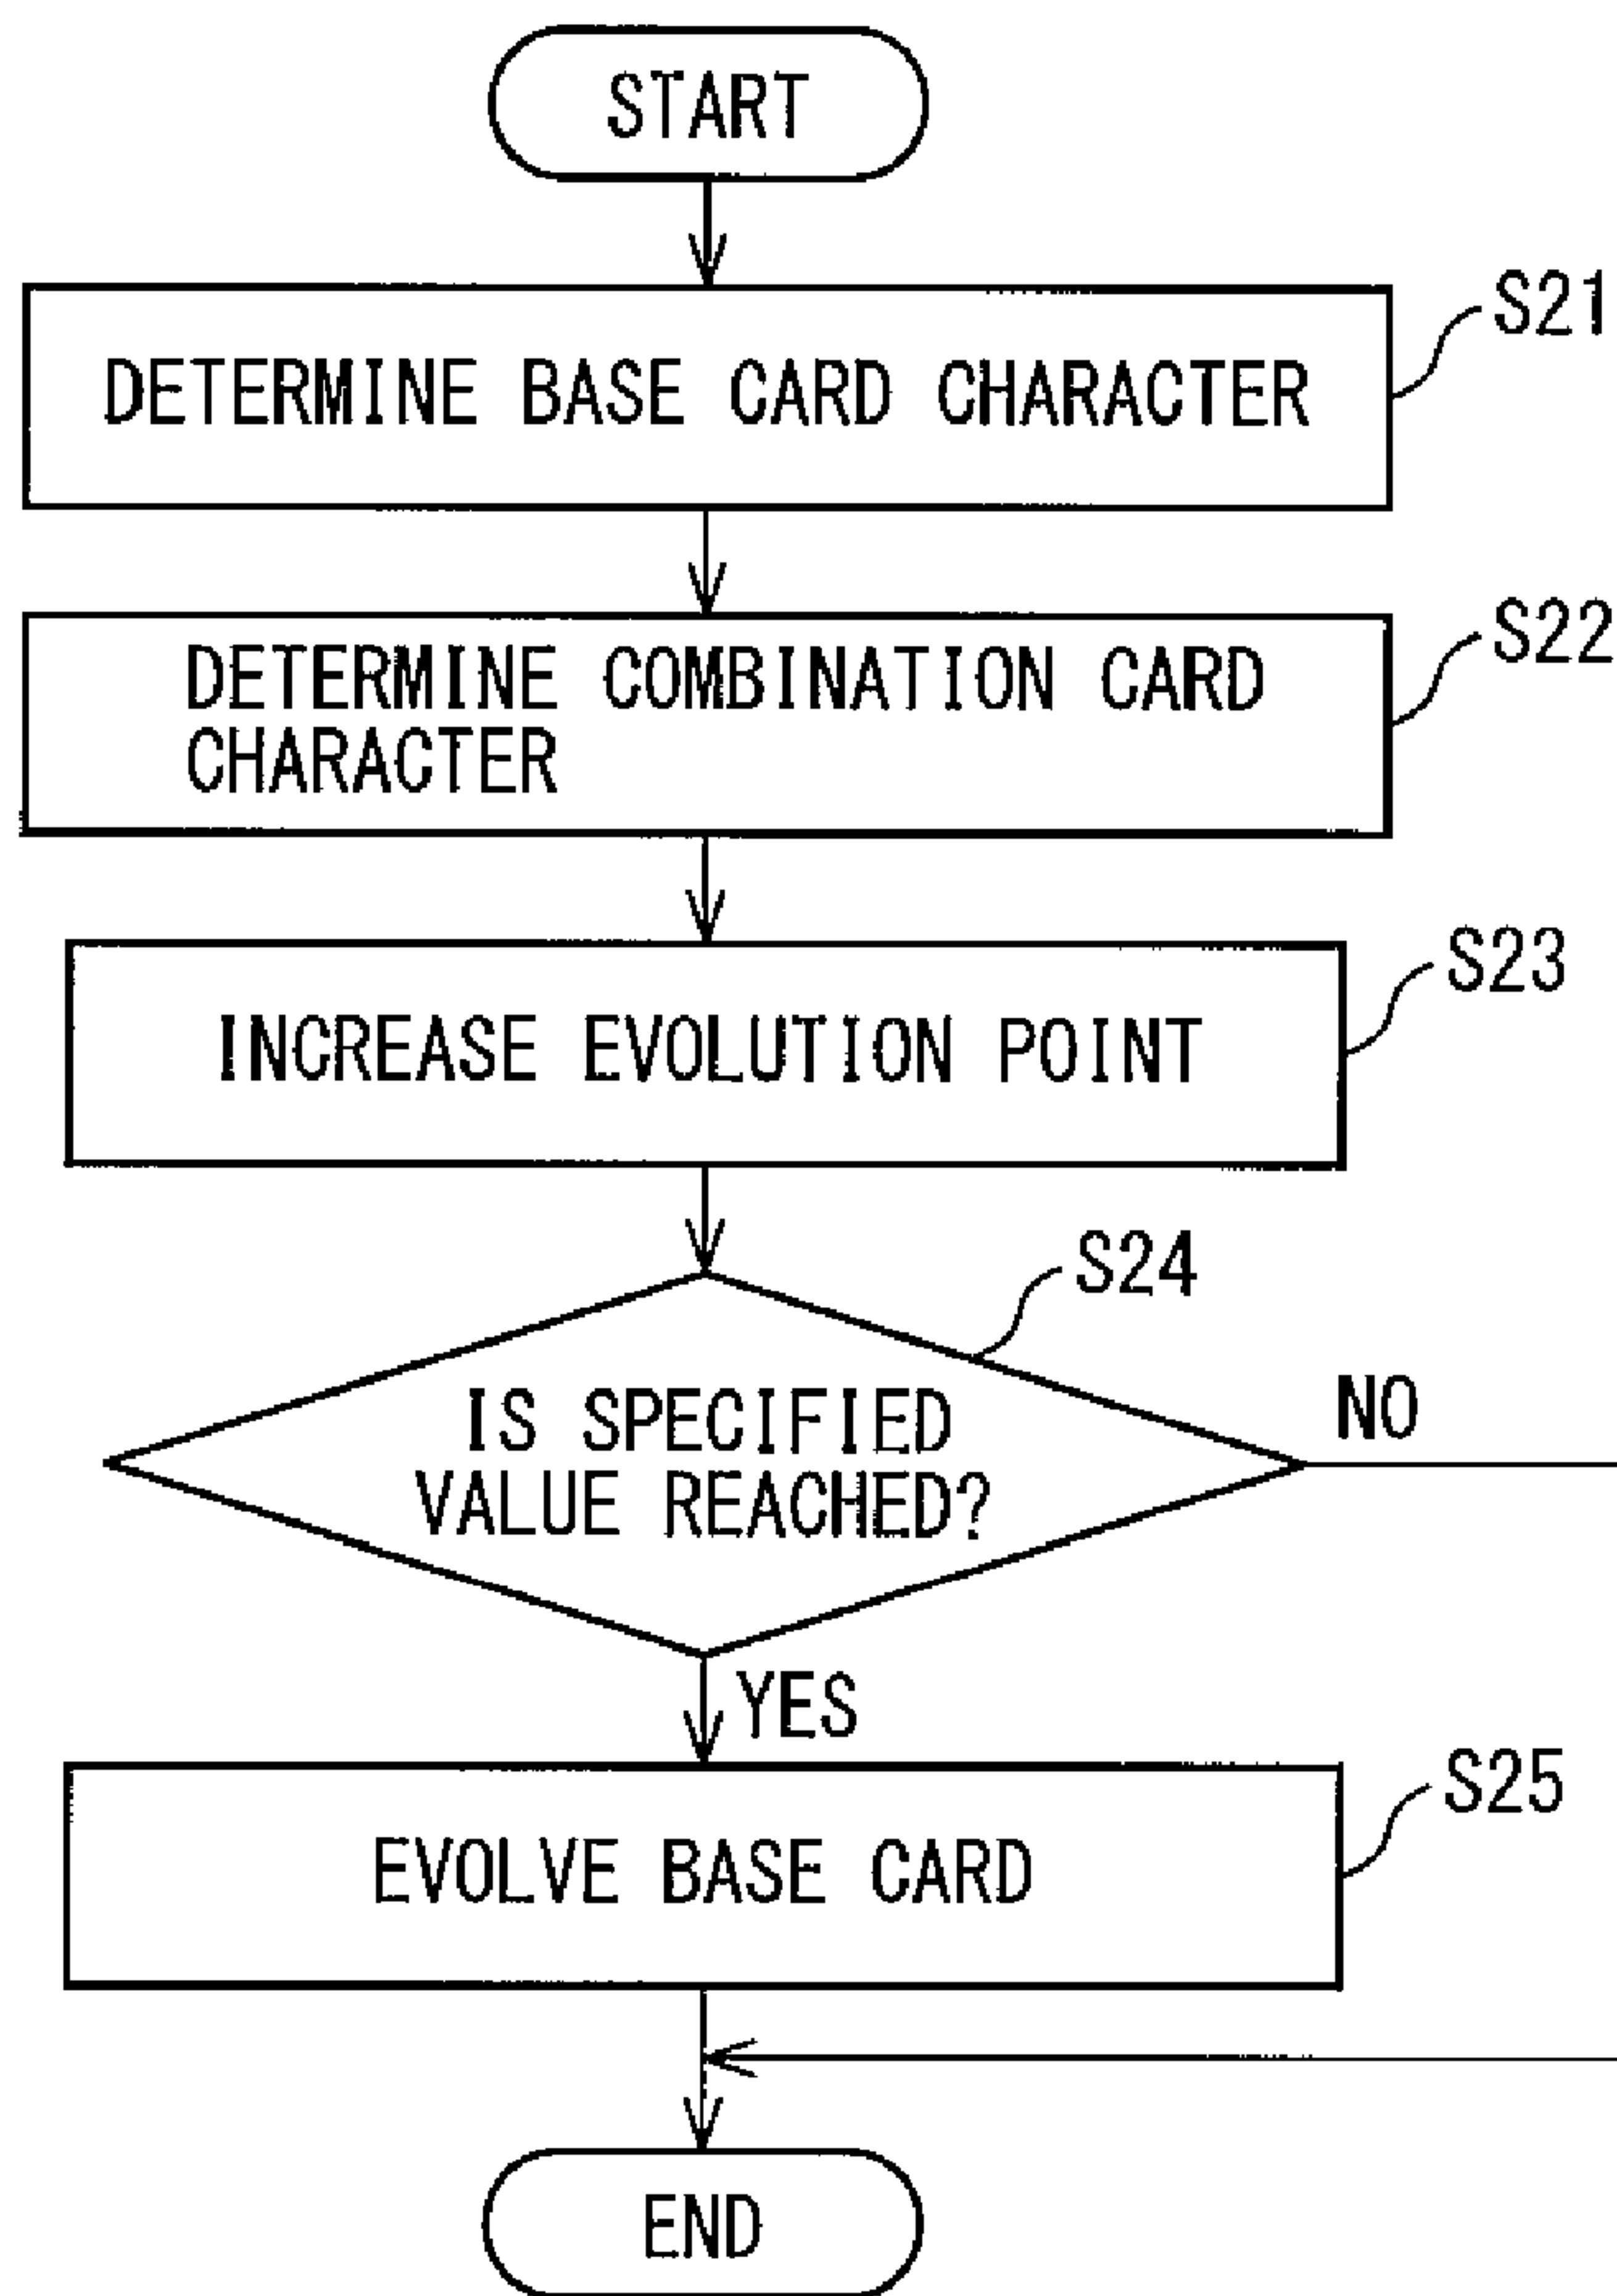 START
S21
DETERMINE BASE CARD CHARACTER
S22
DETERMINE COMBINATION CARD
CHARACTER
S23
INCREASE EVOLUTION POINT
S24
IS SPECIFIED
VALUE REACHED?
NO
YES
S25
EVOLVE BASE CARD
END